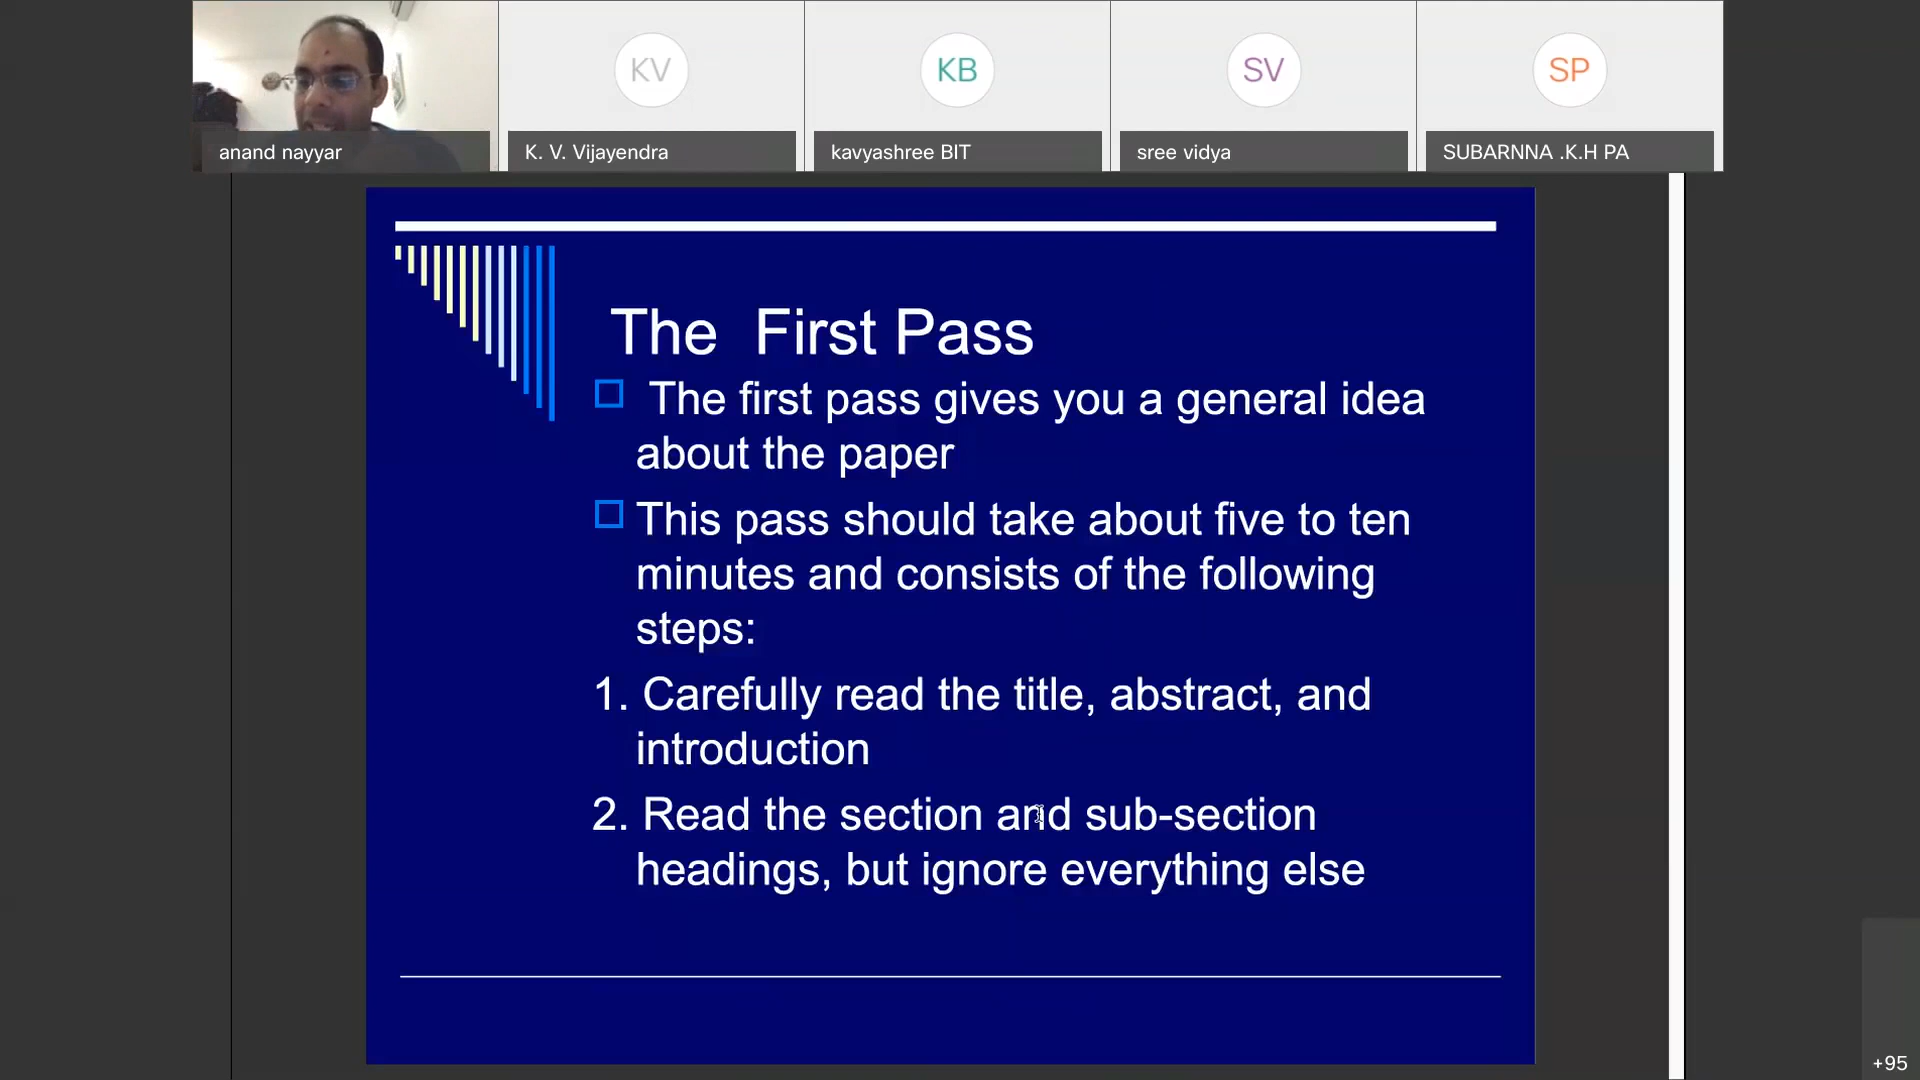 KV
KB
SV
SP
anand nayyar
K. V. Vijayendra
kavyashree BIT
sree vidya
SUBARNNA .K.H PA
The First Pass
The first pass gives you a general idea
about the paper
This pass should take about five to ten
minutes and consists of the following
steps:
1. Carefully read the title, abstract, and
introduction
2. Read the section and sub-section
headings, but ignore everything else
+95